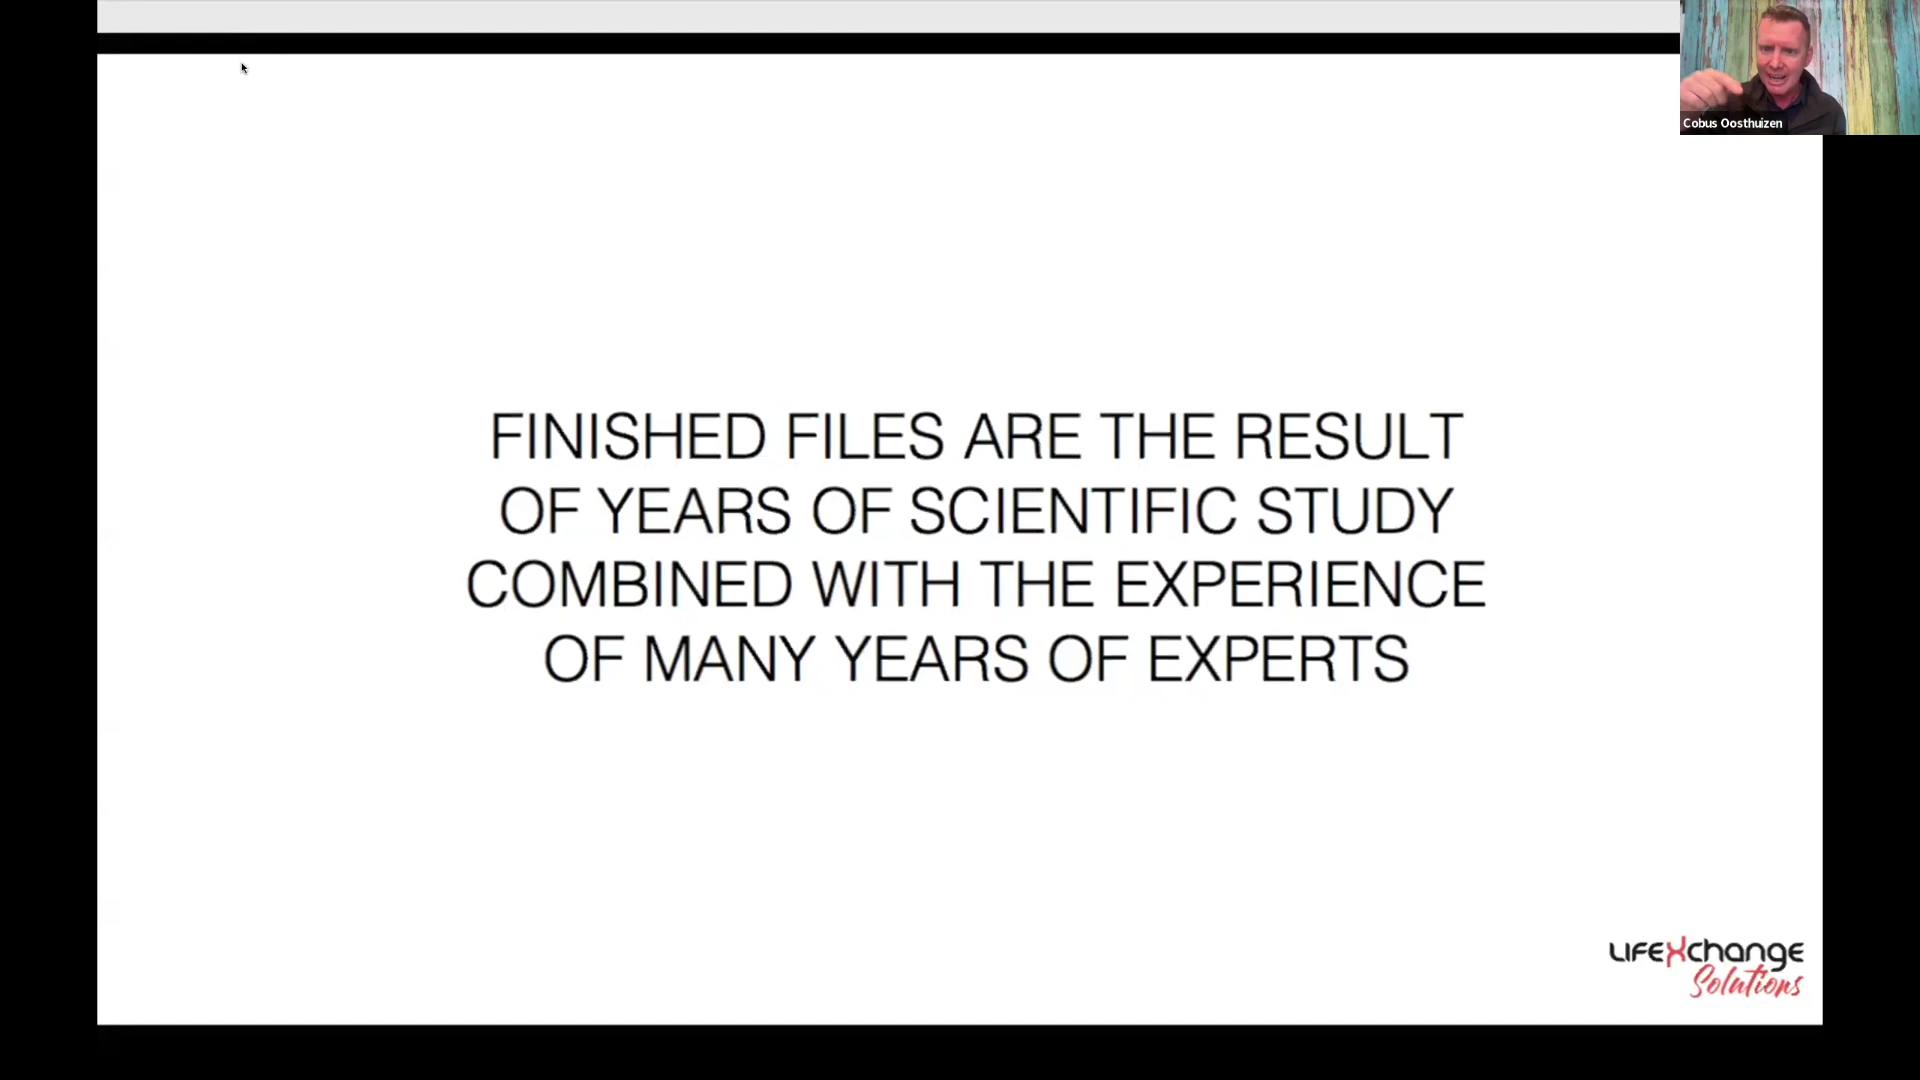 Cobus Oosthuizen
FINISHED FILES ARE THE RESULT
OF YEARS OF SCIENTIFIC STUDY
COMBINED WITH THE EXPERIENCE
OF MANY YEARS OF EXPERTS
LIFEXchange
Solutions